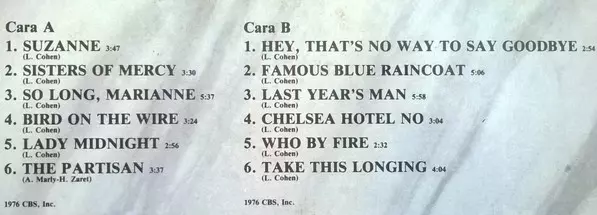 Cara A
1. SUZANNE 3:47
(L. Cohen)
2. SISTERS OF MERCY 3:30
(L. Cohen)
3. SO LONG, MARIANNE 5:37
(L. Cohen)
4. BIRD ON THE WIRE 3:24
(L. Cohen)
5. LADY MIDNIGHT 2:56
(L. Cohen)
6. THE PARTISAN 3:37
(A. Marly-H. Zaret)
1976 CBS, Inc.
Cara B
1. HEY, THAT'S NO WAY TO SAY GOODBYE 2:54
(L. Cohen)
2. FAMOUS BLUE RAINCOAT 5:06
(L. Cohen)
3. LAST YEAR'S MAN 5:58
(L. Cohen)
4. CHELSEA HOTEL NO 3:04
(L. Cohen)
5. WHO BY FIRE 2:32
(L. Cohen)
6. TAKE THIS LONGING 4:04
(L. Cohen)
1976 CBS, Inc.